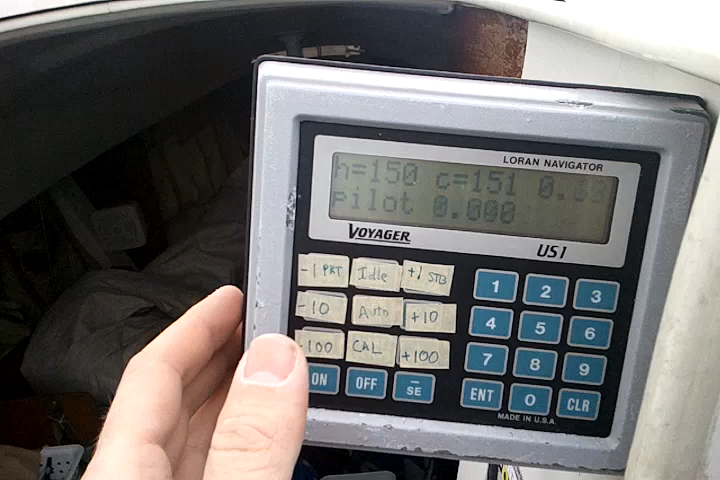 LORAN NAVIGATOR
h=150 c=151
pilot 0.000
VOYAGER
US1
-1 PRT Idle +1 STB
-10 Auto +10
-100 CAL +100
ON OFF SE
1 2 3
4 5 6
7 8 9
ENT 0 CLR
MADE IN U.S.A.